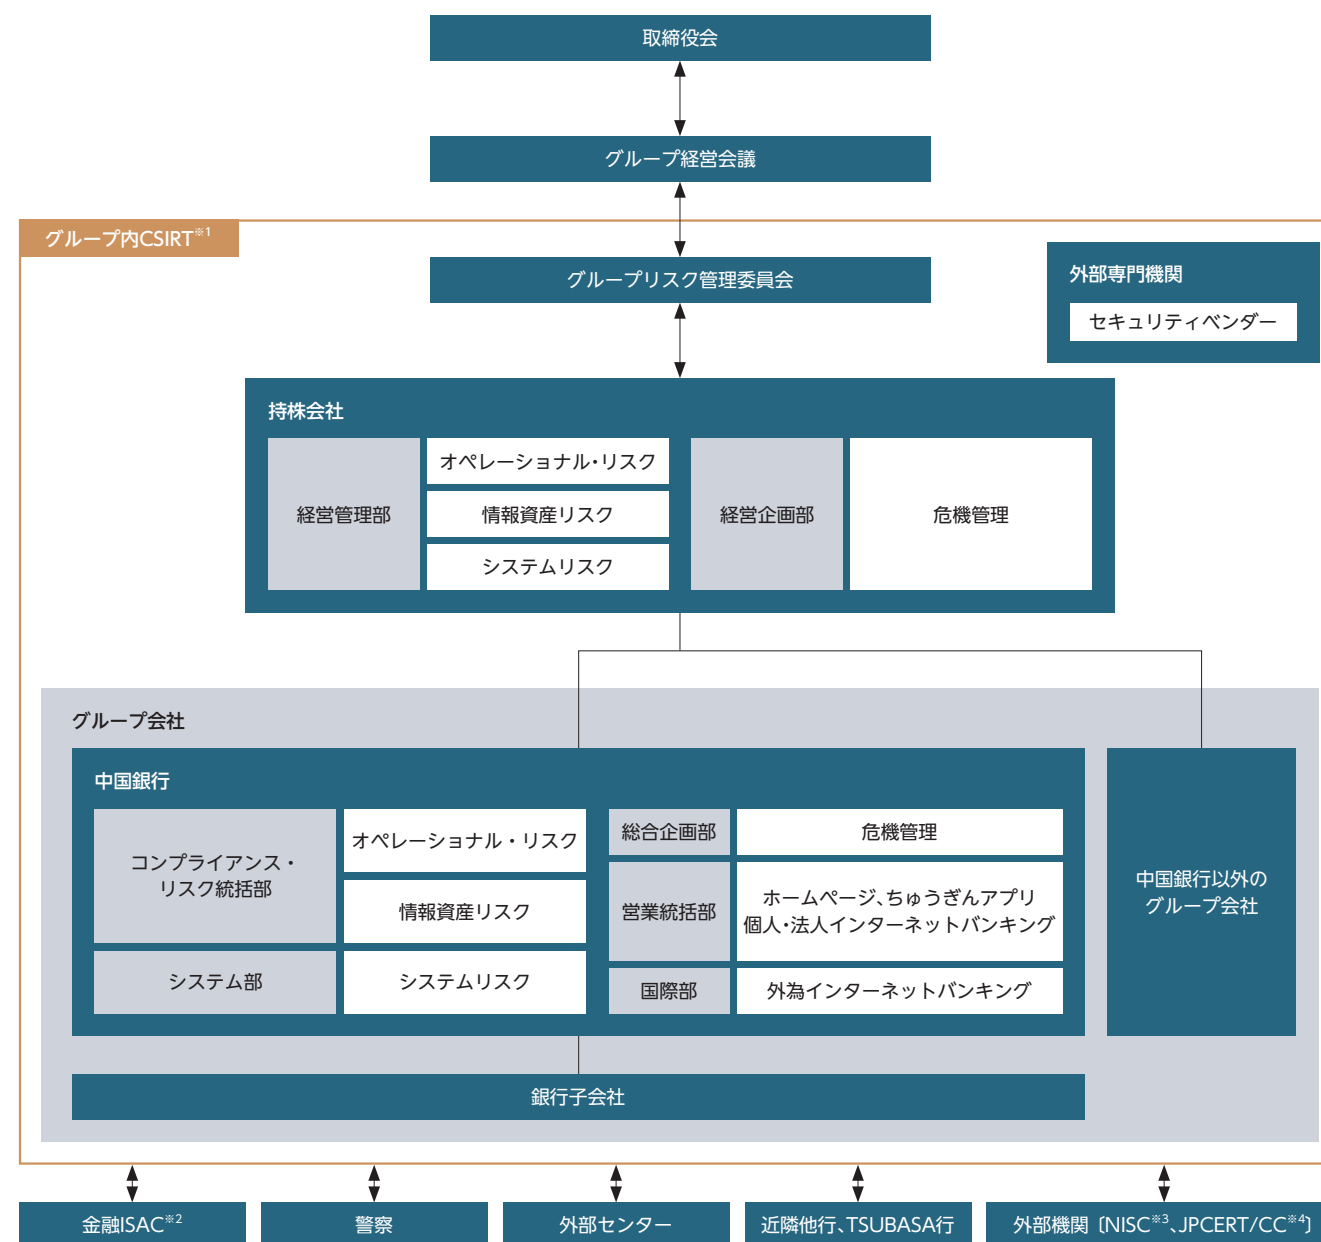 取締役会
グループ経営会議
グループ内CSIRT※1
グループリスク管理委員会
外部専門機関
セキュリティベンダー
持株会社
経営管理部
オペレーショナル・リスク
情報資産リスク
システムリスク
経営企画部
危機管理
グループ会社
中国銀行
コンプライアンス・
リスク統括部
オペレーショナル・リスク
情報資産リスク
システム部
システムリスク
総合企画部
危機管理
営業統括部
ホームページ、ちゅうぎんアプリ
個人・法人インターネットバンキング
国際部
外為インターネットバンキング
中国銀行以外の
グループ会社
銀行子会社
金融ISAC※2
警察
外部センター
近隣他行、TSUBASA行
外部機関〔NISC※3、JPCERT/CC※4〕